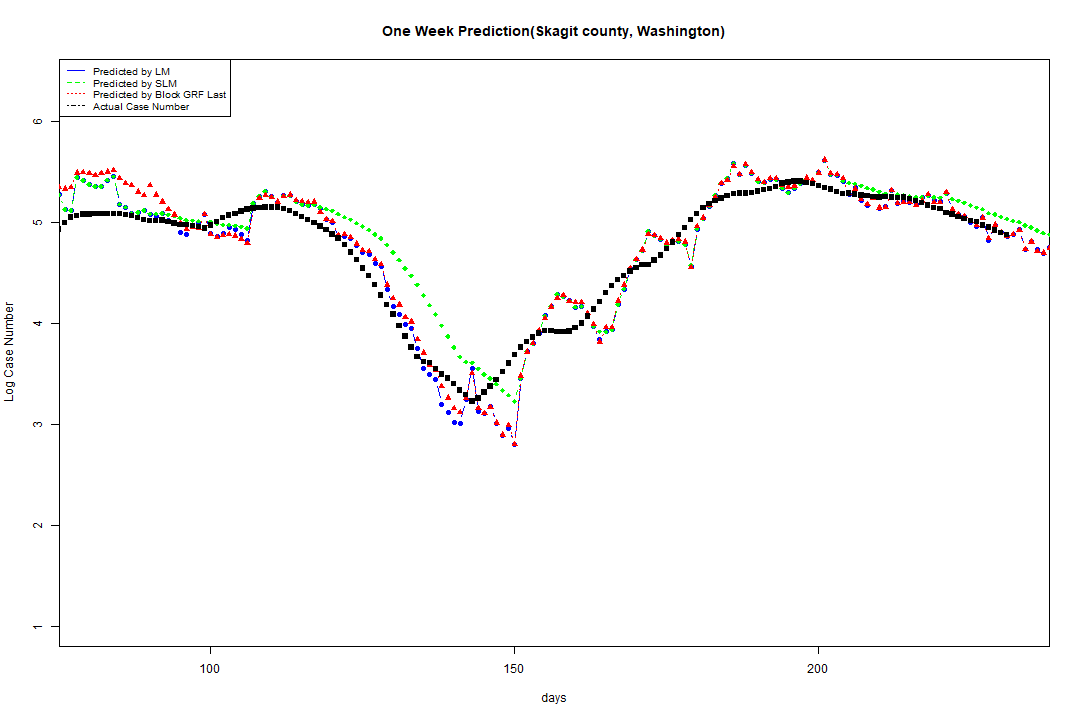 One Week Prediction(Skagit county, Washington)
Predicted by LM
Predicted by SLM
Predicted by Block GRF Last
Actual Case Number
6
5
4
3
2
1
Log Case Number
100 150 200
days